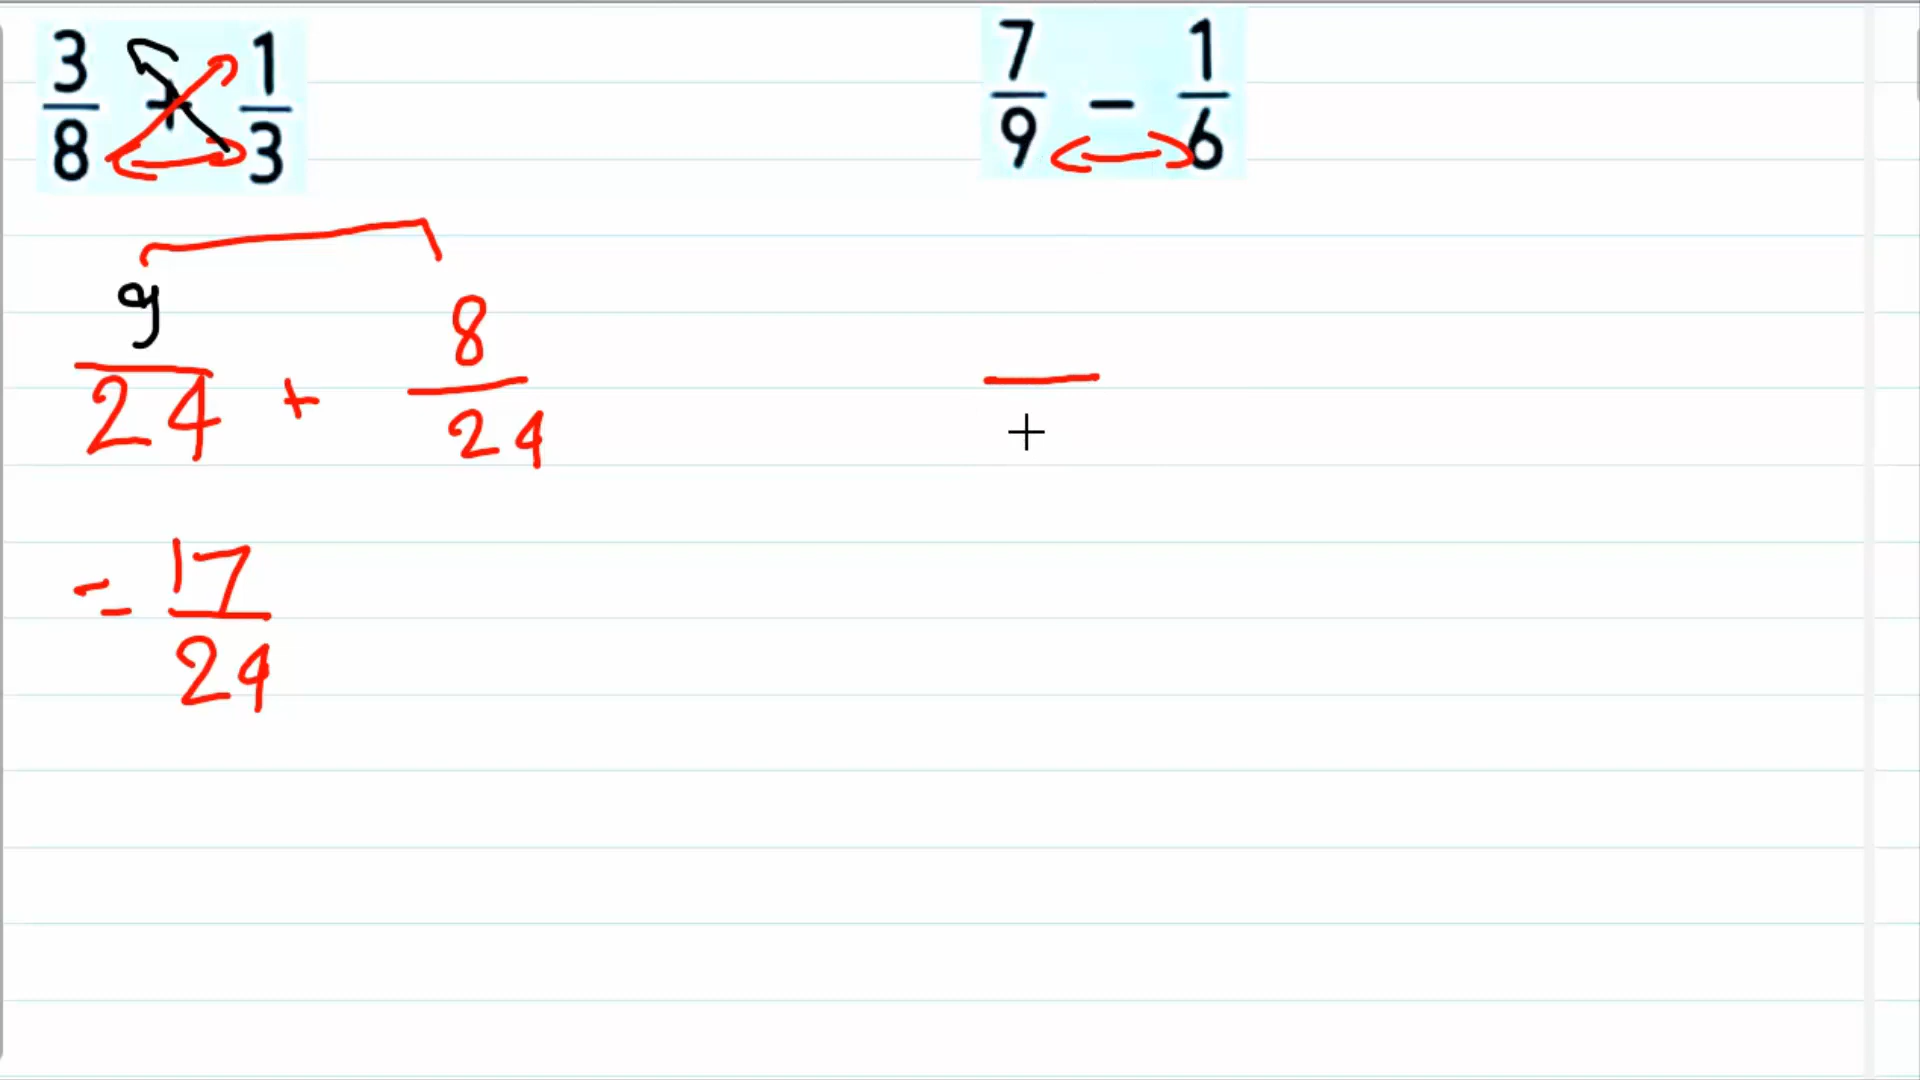 3/8 + 1/3
9/24 + 8/24
= 17/24
7/9 − 1/6